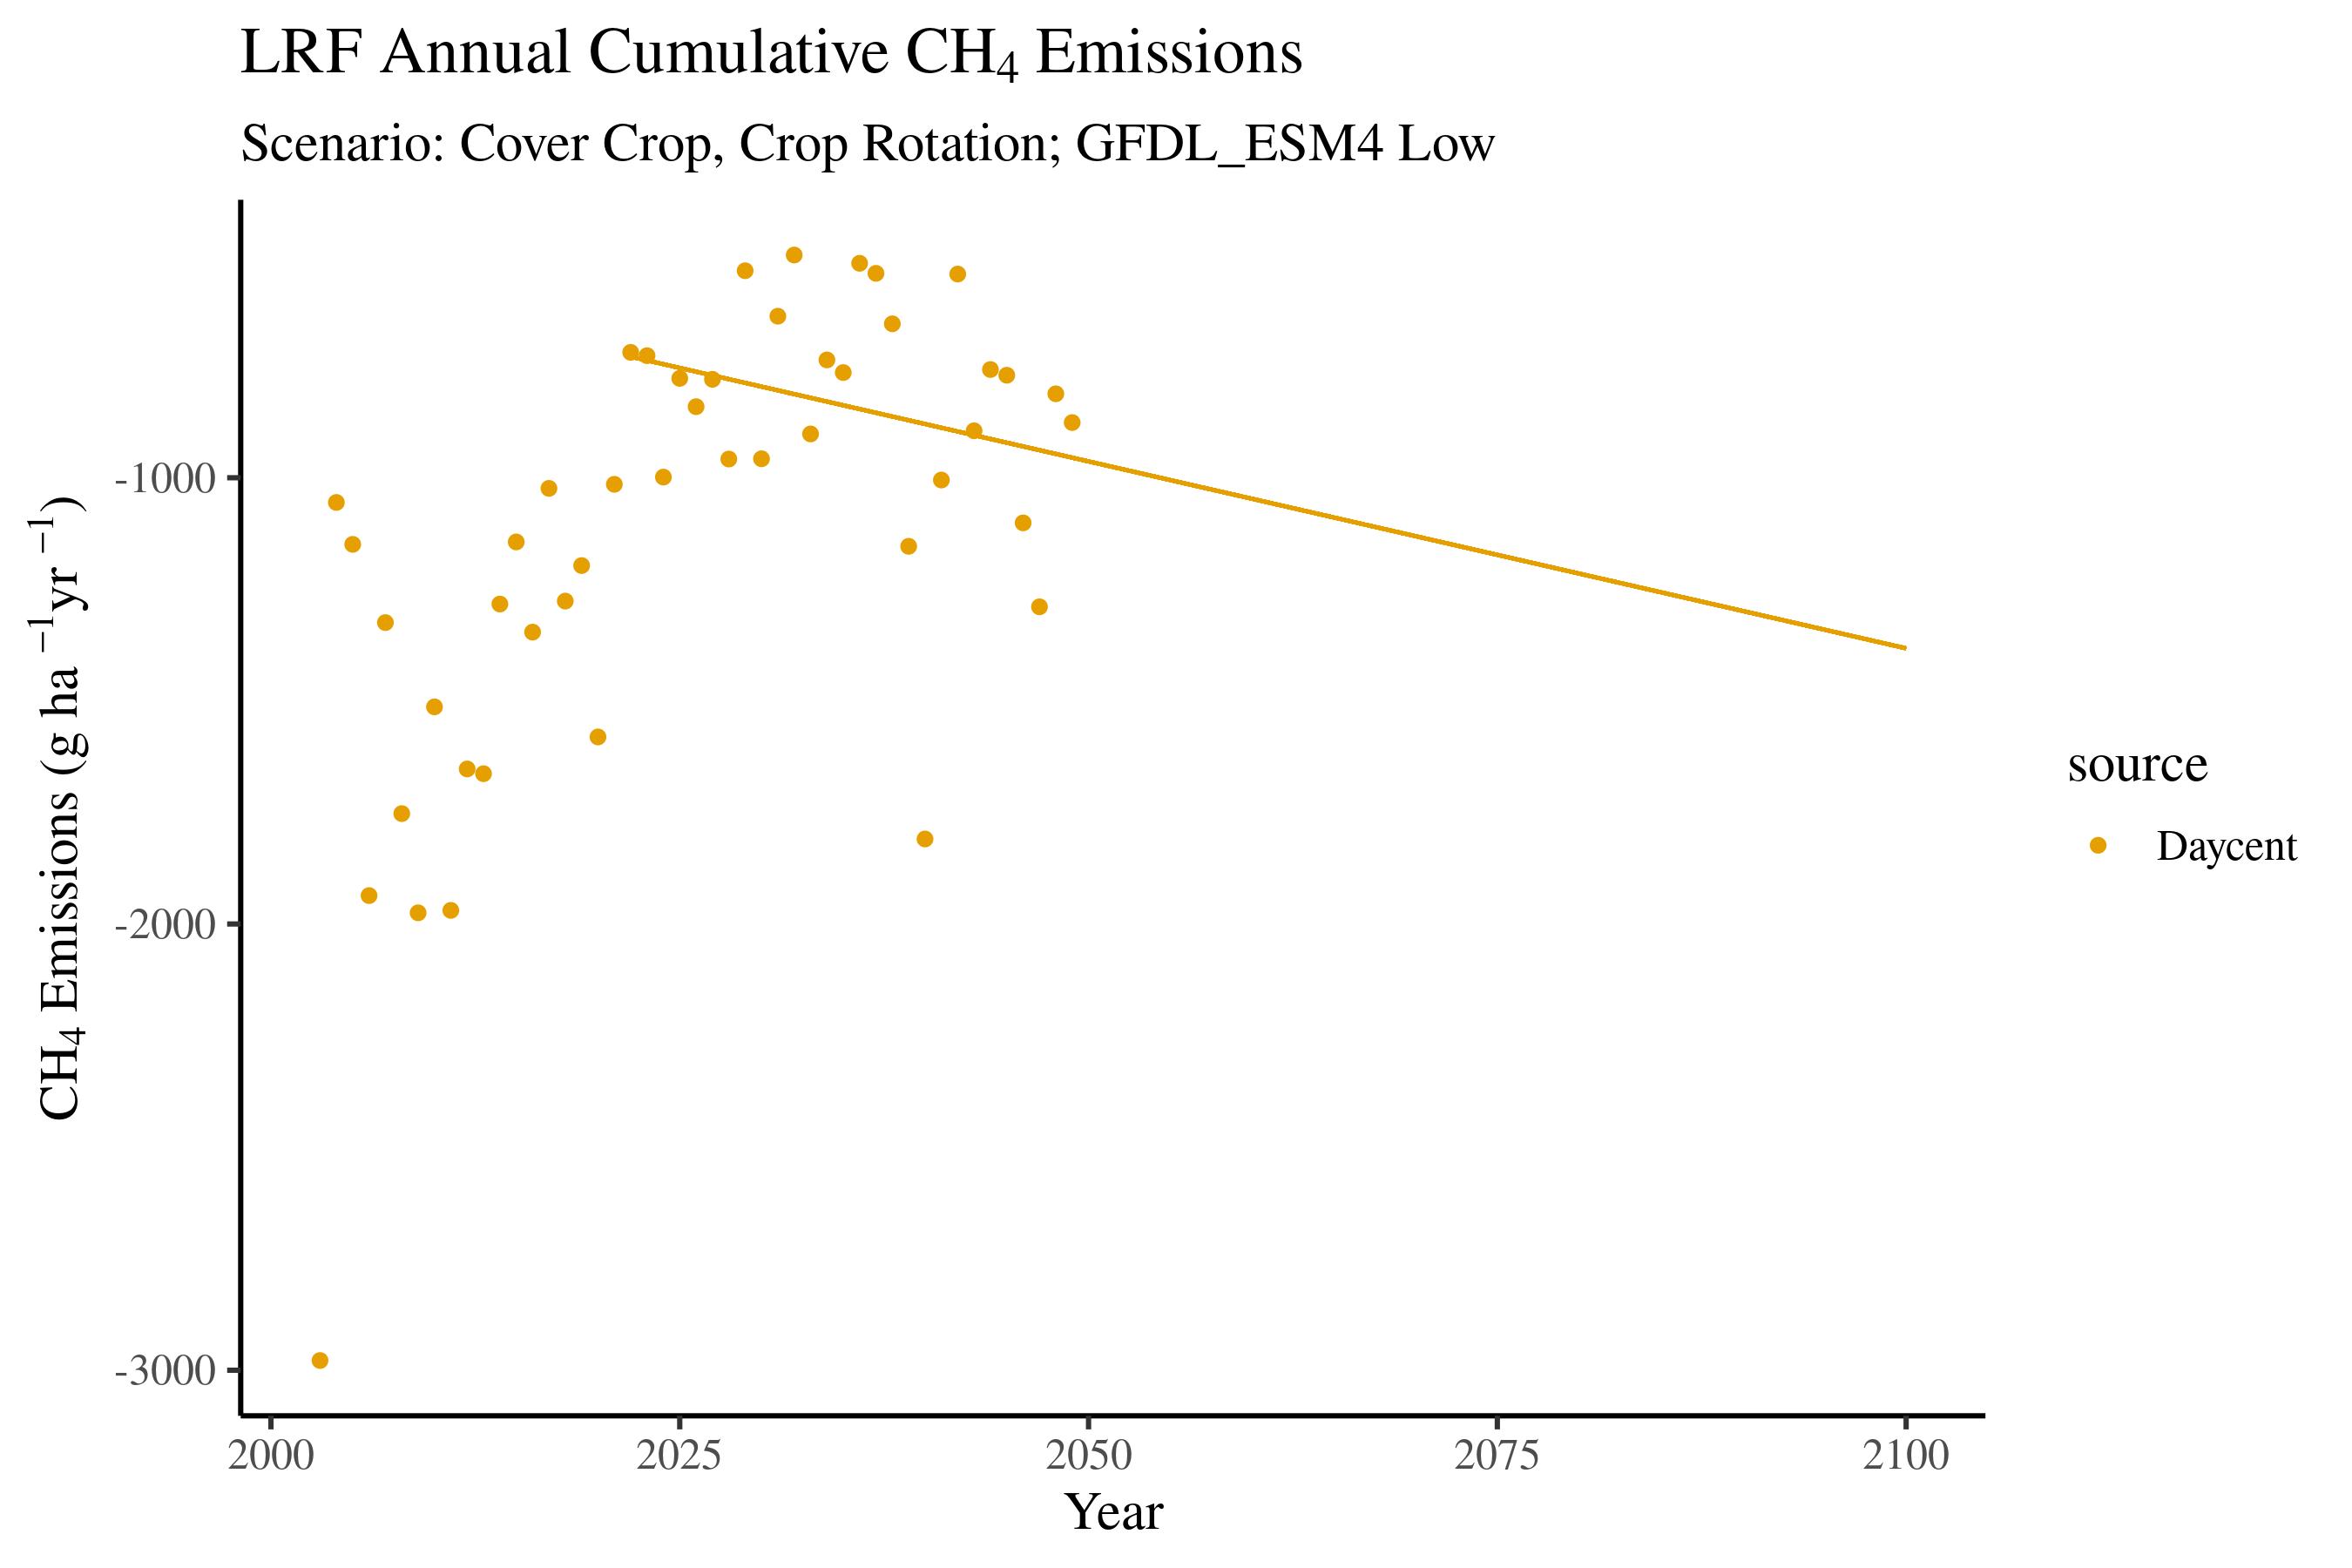 LRF Annual Cumulative CH₄ Emissions
Scenario: Cover Crop, Crop Rotation; GFDL_ESM4 Low
CH₄ Emissions (g ha⁻¹yr⁻¹)
-1000
-2000
-3000
2000 2025 2050 2075 2100
Year
source
Daycent